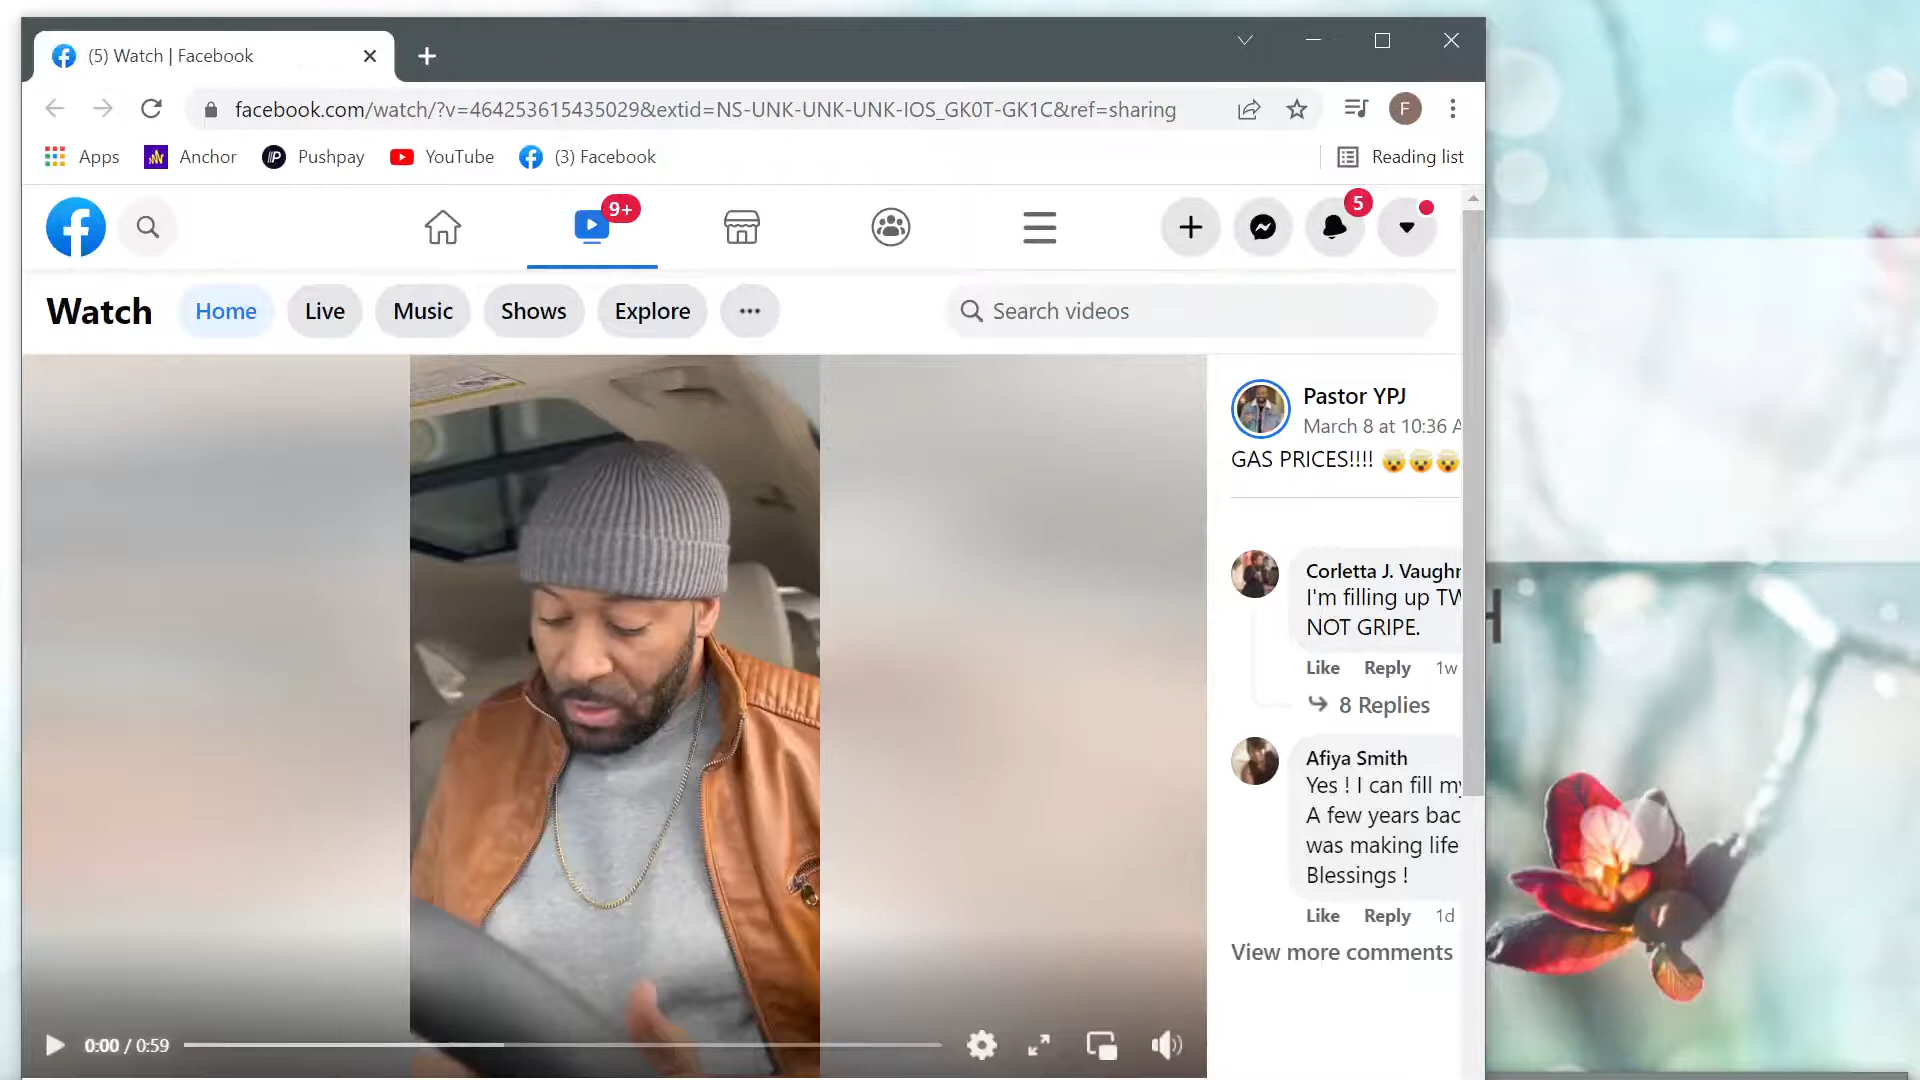 (5) Watch | Facebook
facebook.com/watch/?v=464253615435029&extid=NS-UNK-UNK-UNK-IOS_GK0T-GK1C&ref=sharing
F
Apps Anchor Pushpay YouTube (3) Facebook Reading list
9+ 5
Watch Home Live Music Shows Explore Search videos
Pastor YPJ
March 8 at 10:36 A
GAS PRICES!!!! 🤯🤯🤯
Corletta J. Vaughn
I'm filling up TW
NOT GRIPE.
Like Reply 1w
8 Replies
Afiya Smith
Yes ! I can fill my
A few years bac
was making life
Blessings !
Like Reply 1d
View more comments
0:00 / 0:59